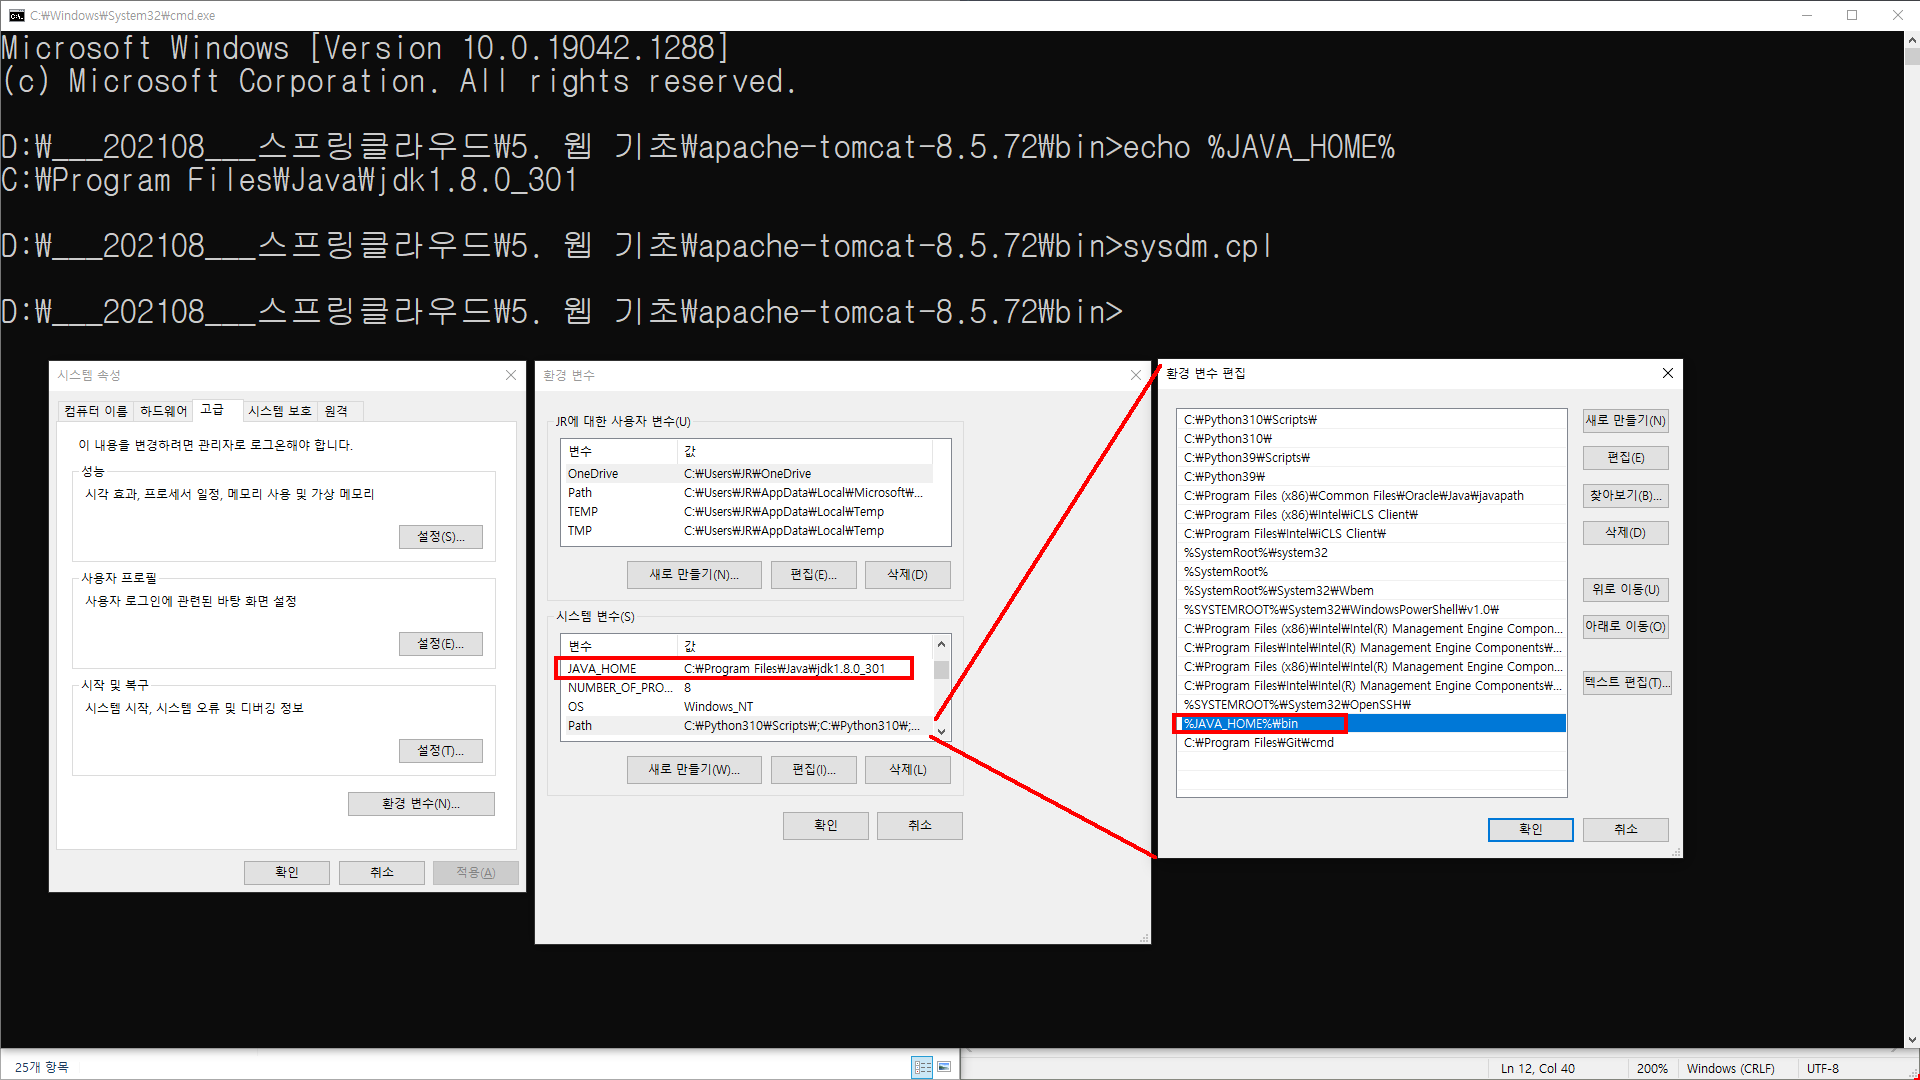 C:\Windows\System32\cmd.exe
Microsoft Windows [Version 10.0.19042.1288]
(c) Microsoft Corporation. All rights reserved.
D:₩___202108___스프링클라우드₩5. 웹 기초₩apache-tomcat-8.5.72₩bin>echo %JAVA_HOME%
C:₩Program Files₩Java₩jdk1.8.0_301
D:₩___202108___스프링클라우드₩5. 웹 기초₩apache-tomcat-8.5.72₩bin>sysdm.cpl
D:₩___202108___스프링클라우드₩5. 웹 기초₩apache-tomcat-8.5.72₩bin>
시스템 속성
컴퓨터 이름 하드웨어 고급 시스템 보호 원격
이 내용을 변경하려면 관리자로 로그온해야 합니다.
성능
시각 효과, 프로세서 일정, 메모리 사용 및 가상 메모리
설정(S)...
사용자 프로필
사용자 로그인에 관련된 바탕 화면 설정
설정(E)...
시작 및 복구
시스템 시작, 시스템 오류 및 디버깅 정보
설정(T)...
환경 변수(N)...
확인 취소 적용(A)
환경 변수
JR에 대한 사용자 변수(U)
변수 값
OneDrive C:₩Users₩JR₩OneDrive
Path C:₩Users₩JR₩AppData₩Local₩Microsoft₩...
TEMP C:₩Users₩JR₩AppData₩Local₩Temp
TMP C:₩Users₩JR₩AppData₩Local₩Temp
새로 만들기(N)... 편집(E)... 삭제(D)
시스템 변수(S)
변수 값
JAVA_HOME C:₩Program Files₩Java₩jdk1.8.0_301
NUMBER_OF_PRO... 8
OS Windows_NT
Path C:₩Python310₩Scripts₩;C:₩Python310₩;...
새로 만들기(W)... 편집(I)... 삭제(L)
확인 취소
환경 변수 편집
C:₩Python310₩Scripts₩
C:₩Python310₩
C:₩Python39₩Scripts₩
C:₩Python39₩
C:₩Program Files (x86)₩Common Files₩Oracle₩Java₩javapath
C:₩Program Files (x86)₩Intel₩iCLS Client₩
C:₩Program Files₩Intel₩iCLS Client₩
%SystemRoot%₩system32
%SystemRoot%
%SystemRoot%₩System32₩Wbem
%SYSTEMROOT%₩System32₩WindowsPowerShell₩v1.0₩
C:₩Program Files (x86)₩Intel₩Intel(R) Management Engine Compon...
C:₩Program Files₩Intel₩Intel(R) Management Engine Components₩...
C:₩Program Files (x86)₩Intel₩Intel(R) Management Engine Compon...
C:₩Program Files₩Intel₩Intel(R) Management Engine Components₩...
%SYSTEMROOT%₩System32₩OpenSSH₩
%JAVA_HOME%₩bin
C:₩Program Files₩Git₩cmd
새로 만들기(N)
편집(E)
찾아보기(B)...
삭제(D)
위로 이동(U)
아래로 이동(O)
텍스트 편집(T)...
확인 취소
25개 항목
Ln 12, Col 40 200% Windows (CRLF) UTF-8